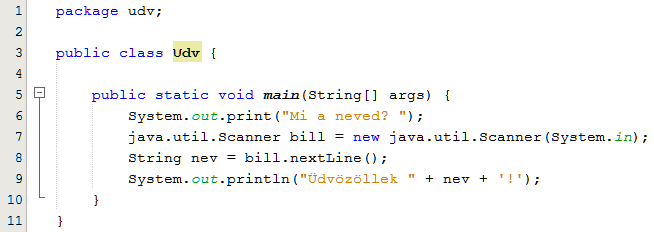 1 package udv;
2
3 public class Udv {
4
5 public static void main(String[] args) {
6 System.out.print("Mi a neved? ");
7 java.util.Scanner bill = new java.util.Scanner(System.in);
8 String nev = bill.nextLine();
9 System.out.println("Üdvözöllek " + nev + '!');
10 }
11 }